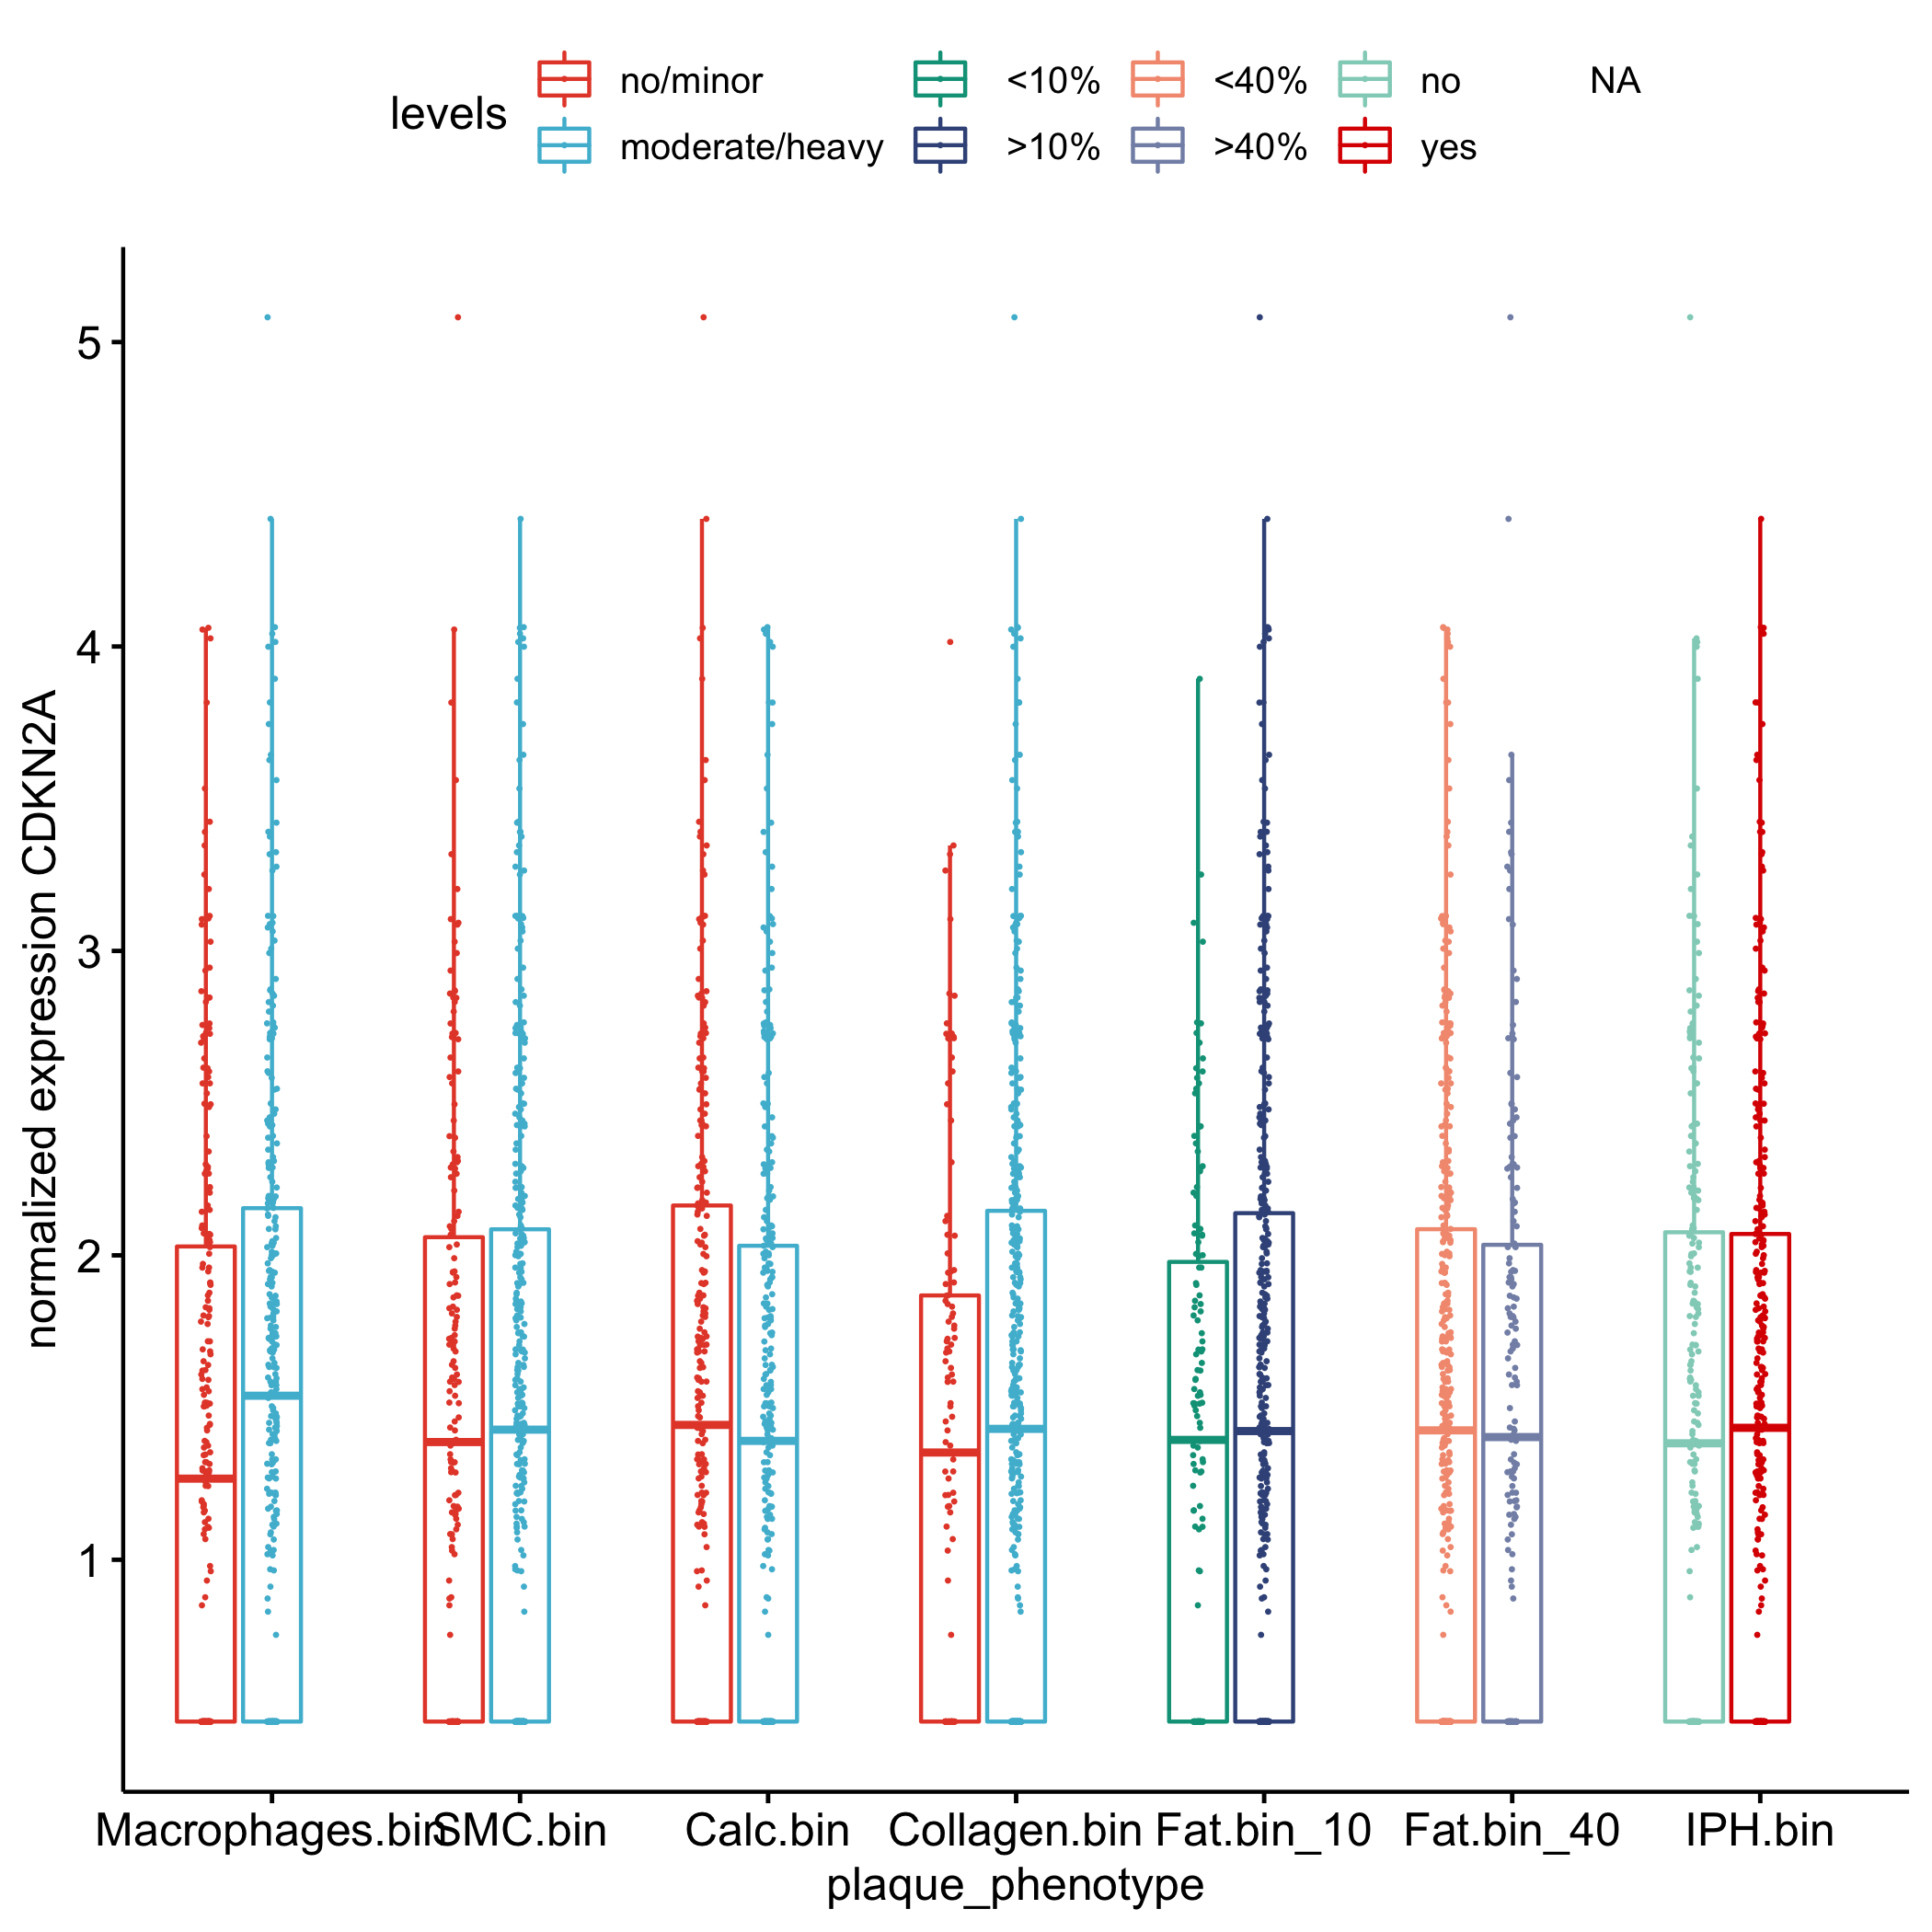 levels
no/minor <10% <40% no NA
moderate/heavy >10% >40% yes
normalized expression CDKN2A
5
4
3
2
1
Macrophages.bin SMC.bin Calc.bin Collagen.bin Fat.bin_10 Fat.bin_40 IPH.bin
plaque_phenotype